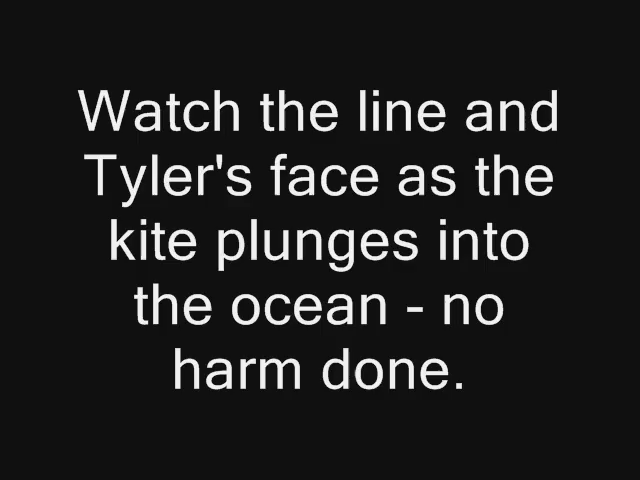 Watch the line and
Tyler's face as the
kite plunges into
the ocean - no
harm done.